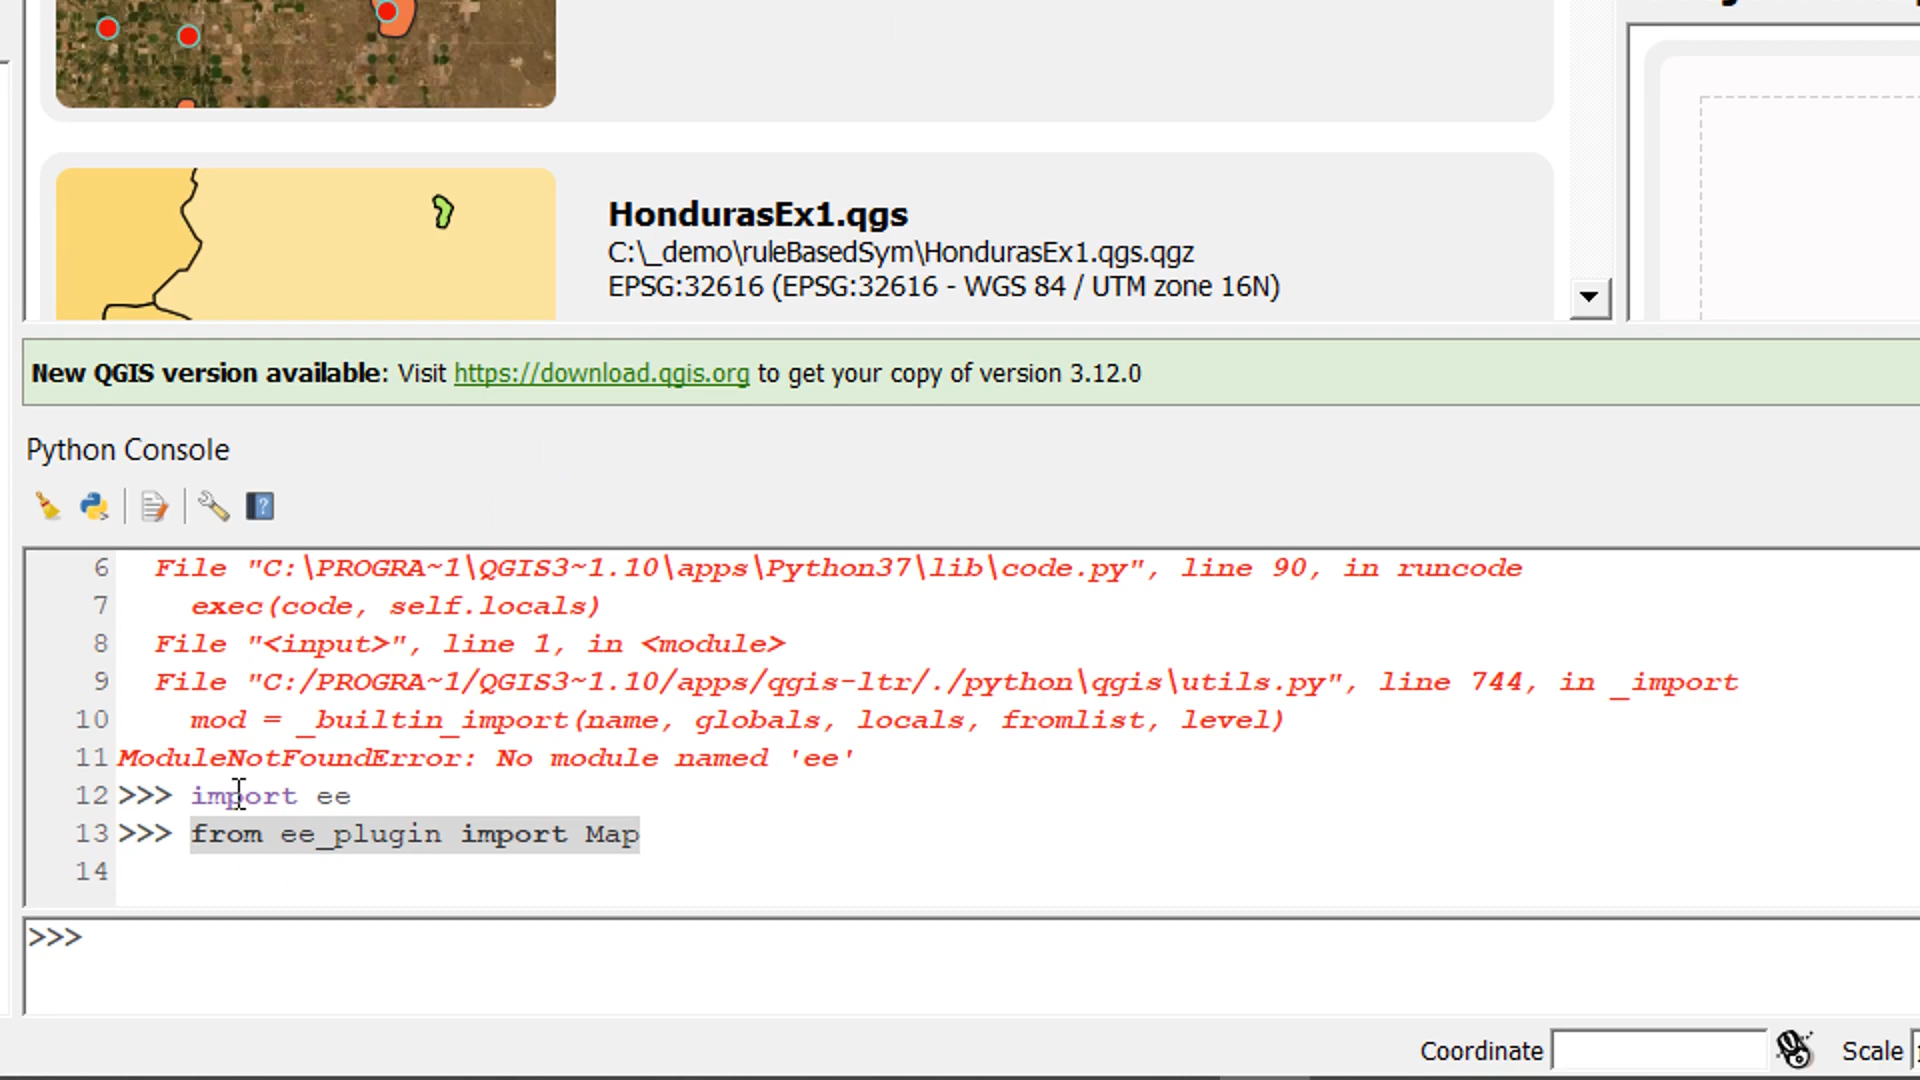 HondurasEx1.qgs
C:\_demo\ruleBasedSym\HondurasEx1.qgs.qgz
EPSG:32616 (EPSG:32616 - WGS 84 / UTM zone 16N)
New QGIS version available: Visit https://download.qgis.org to get your copy of version 3.12.0
Python Console
6 File "C:\PROGRA~1\QGIS3~1.10\apps\Python37\lib\code.py", line 90, in runcode
7 exec(code, self.locals)
8 File "<input>", line 1, in <module>
9 File "C:/PROGRA~1/QGIS3~1.10/apps/qgis-ltr/./python\qgis\utils.py", line 744, in _import
10 mod = _builtin_import(name, globals, locals, fromlist, level)
11 ModuleNotFoundError: No module named 'ee'
12 >>> import ee
13 >>> from ee_plugin import Map
14
>>>
Coordinate Scale